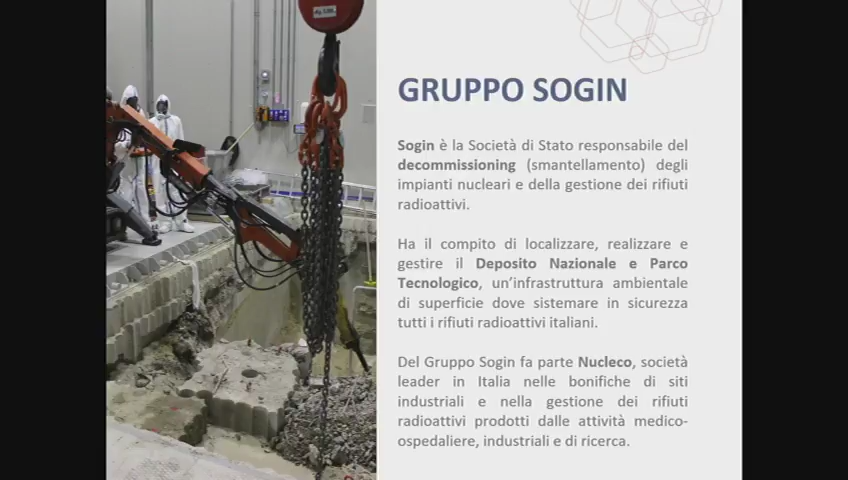 GRUPPO SOGIN
Sogin è la Società di Stato responsabile del
decommissioning (smantellamento) degli
impianti nucleari e della gestione dei rifiuti
radioattivi.
Ha il compito di localizzare, realizzare e
gestire il Deposito Nazionale e Parco
Tecnologico, un'infrastruttura ambientale
di superficie dove sistemare in sicurezza
tutti i rifiuti radioattivi italiani.
Del Gruppo Sogin fa parte Nucleco, società
leader in Italia nelle bonifiche di siti
industriali e nella gestione dei rifiuti
radioattivi prodotti dalle attività medico-
ospedaliere, industriali e di ricerca.